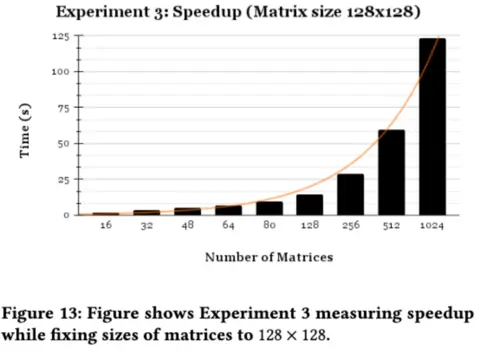 Experiment 3: Speedup (Matrix size 128x128)
125
100
75
50
25
0
Time (s)
16 32 48 64 80 128 256 512 1024
Number of Matrices
Figure 13: Figure shows Experiment 3 measuring speedup
while fixing sizes of matrices to 128 × 128.